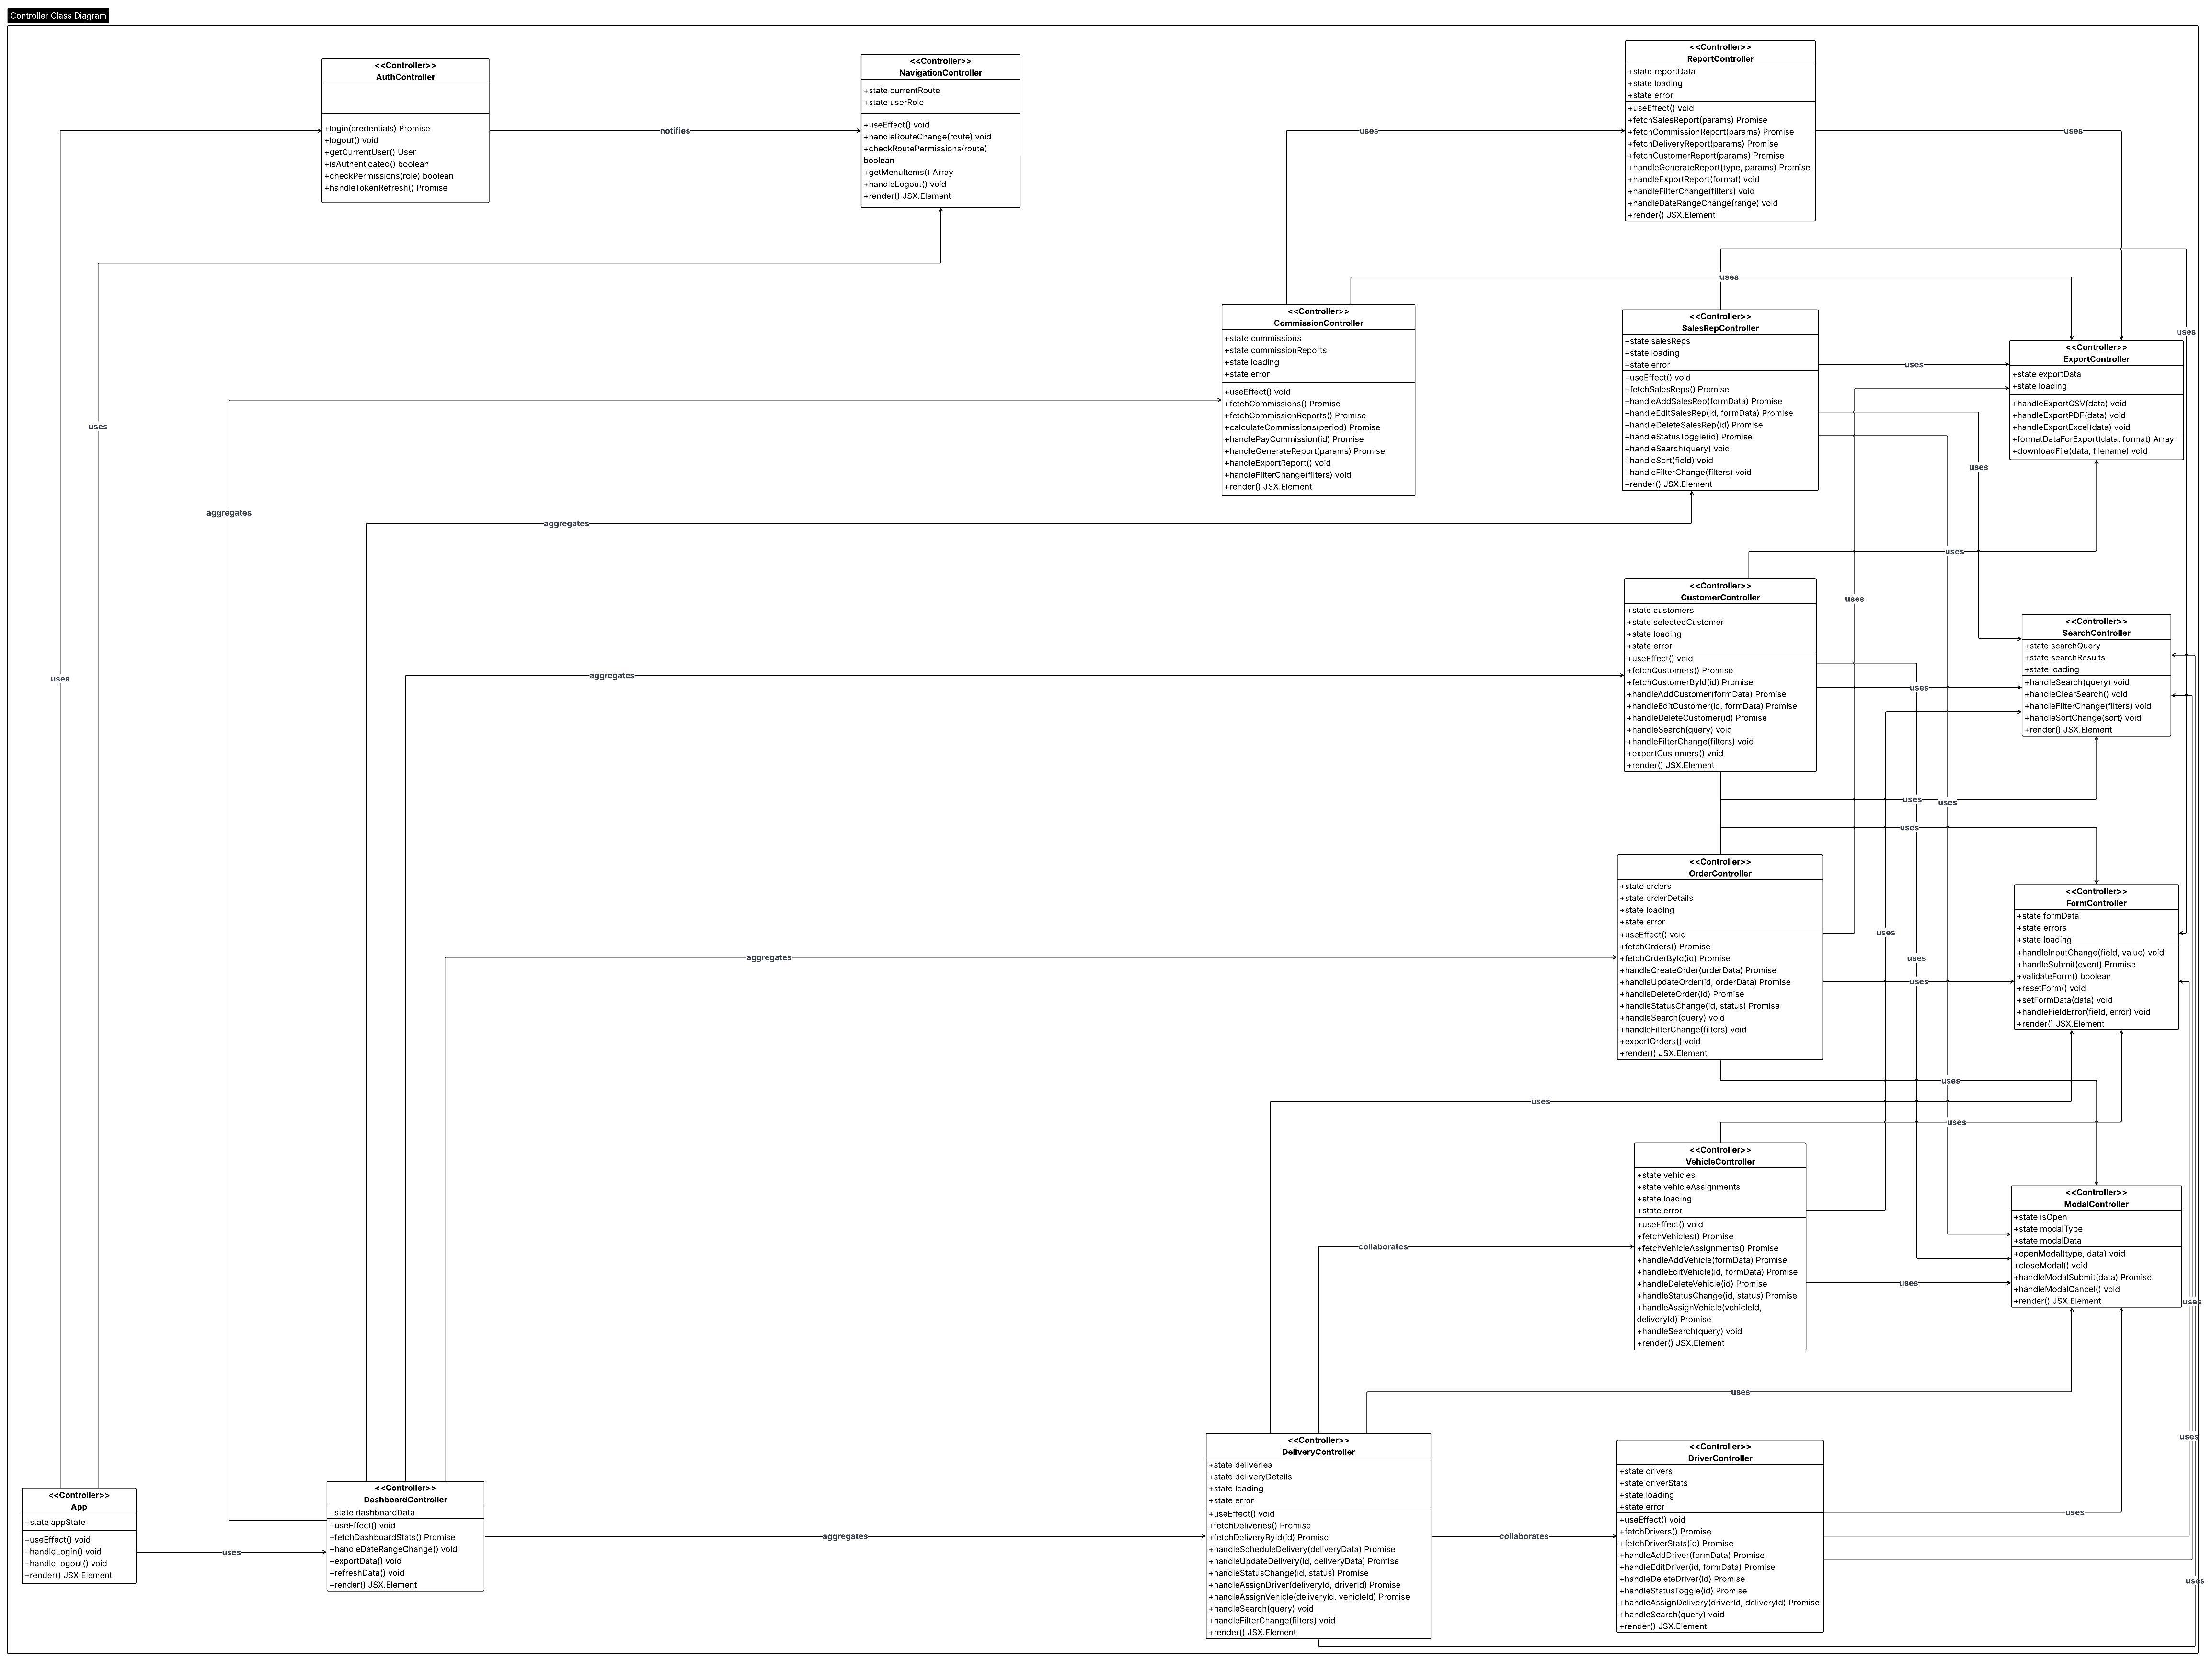 Controller Class Diagram
<<Controller>>
AuthController
+login(credentials) Promise
+logout() void
+getCurrentUser() User
+isAuthenticated() boolean
+checkPermissions(role) boolean
+handleTokenRefresh() Promise
notifies
<<Controller>>
NavigationController
+state currentRoute
+state userRole
+useEffect() void
+handleRouteChange(route) void
+checkRoutePermissions(route)
boolean
+getMenuItems() Array
+handleLogout() void
+render() JSX.Element
uses
<<Controller>>
ReportController
+state reportData
+state loading
+state error
+useEffect() void
+fetchSalesReport(params) Promise
+fetchCommissionReport(params) Promise
+fetchDeliveryReport(params) Promise
+fetchCustomerReport(params) Promise
+handleGenerateReport(type, params) Promise
+handleExportReport(format) void
+handleFilterChange(filters) void
+handleDateRangeChange(range) void
+render() JSX.Element
uses
uses
uses
<<Controller>>
CommissionController
+state commissions
+state commissionReports
+state loading
+state error
+useEffect() void
+fetchCommissions() Promise
+fetchCommissionReports() Promise
+calculateCommissions(period) Promise
+handlePayCommission(id) Promise
+handleGenerateReport(params) Promise
+handleExportReport() void
+handleFilterChange(filters) void
+render() JSX.Element
<<Controller>>
SalesRepController
+state salesReps
+state loading
+state error
+useEffect() void
+fetchSalesReps() Promise
+handleAddSalesRep(formData) Promise
+handleEditSalesRep(id, formData) Promise
+handleDeleteSalesRep(id) Promise
+handleStatusToggle(id) Promise
+handleSearch(query) void
+handleSort(field) void
+handleFilterChange(filters) void
+render() JSX.Element
uses
<<Controller>>
ExportController
+state exportData
+state loading
+handleExportCSV(data) void
+handleExportPDF(data) void
+handleExportExcel(data) void
+formatDataForExport(data, format) Array
+downloadFile(data, filename) void
uses
uses
aggregates
aggregates
uses
<<Controller>>
CustomerController
+state customers
+state selectedCustomer
+state loading
+state error
+useEffect() void
+fetchCustomers() Promise
+fetchCustomerById(id) Promise
+handleAddCustomer(formData) Promise
+handleEditCustomer(id, formData) Promise
+handleDeleteCustomer(id) Promise
+handleSearch(query) void
+handleFilterChange(filters) void
+exportCustomers() void
+render() JSX.Element
uses
<<Controller>>
SearchController
+state searchQuery
+state searchResults
+state loading
+handleSearch(query) void
+handleClearSearch() void
+handleFilterChange(filters) void
+handleSortChange(sort) void
+render() JSX.Element
uses
aggregates
uses
uses
uses
uses
<<Controller>>
OrderController
+state orders
+state orderDetails
+state loading
+state error
+useEffect() void
+fetchOrders() Promise
+fetchOrderById(id) Promise
+handleCreateOrder(orderData) Promise
+handleUpdateOrder(id, orderData) Promise
+handleDeleteOrder(id) Promise
+handleStatusChange(id, status) Promise
+handleSearch(query) void
+handleFilterChange(filters) void
+exportOrders() void
+render() JSX.Element
<<Controller>>
FormController
+state formData
+state errors
+state loading
+handleInputChange(field, value) void
+handleSubmit(event) Promise
+validateForm() boolean
+resetForm() void
+setFormData(data) void
+handleFieldError(field, error) void
+render() JSX.Element
uses
aggregates
uses
uses
uses
uses
uses
<<Controller>>
VehicleController
+state vehicles
+state vehicleAssignments
+state loading
+state error
+useEffect() void
+fetchVehicles() Promise
+fetchVehicleAssignments() Promise
+handleAddVehicle(formData) Promise
+handleEditVehicle(id, formData) Promise
+handleDeleteVehicle(id) Promise
+handleStatusChange(id, status) Promise
+handleAssignVehicle(vehicleId,
deliveryId) Promise
+handleSearch(query) void
+render() JSX.Element
<<Controller>>
ModalController
+state isOpen
+state modalType
+state modalData
+openModal(type, data) void
+closeModal() void
+handleModalSubmit(data) Promise
+handleModalCancel() void
+render() JSX.Element
collaborates
uses
uses
uses
uses
<<Controller>>
App
+state appState
+useEffect() void
+handleLogin() void
+handleLogout() void
+render() JSX.Element
uses
<<Controller>>
DashboardController
+state dashboardData
+useEffect() void
+fetchDashboardStats() Promise
+handleDateRangeChange() void
+exportData() void
+refreshData() void
+render() JSX.Element
aggregates
<<Controller>>
DeliveryController
+state deliveries
+state deliveryDetails
+state loading
+state error
+useEffect() void
+fetchDeliveries() Promise
+fetchDeliveryById(id) Promise
+handleScheduleDelivery(deliveryData) Promise
+handleUpdateDelivery(id, deliveryData) Promise
+handleStatusChange(id, status) Promise
+handleAssignDriver(deliveryId, driverId) Promise
+handleAssignVehicle(deliveryId, vehicleId) Promise
+handleSearch(query) void
+handleFilterChange(filters) void
+render() JSX.Element
collaborates
<<Controller>>
DriverController
+state drivers
+state driverStats
+state loading
+state error
+useEffect() void
+fetchDrivers() Promise
+fetchDriverStats(id) Promise
+handleAddDriver(formData) Promise
+handleEditDriver(id, formData) Promise
+handleDeleteDriver(id) Promise
+handleStatusToggle(id) Promise
+handleAssignDelivery(driverId, deliveryId) Promise
+handleSearch(query) void
+render() JSX.Element
uses
uses